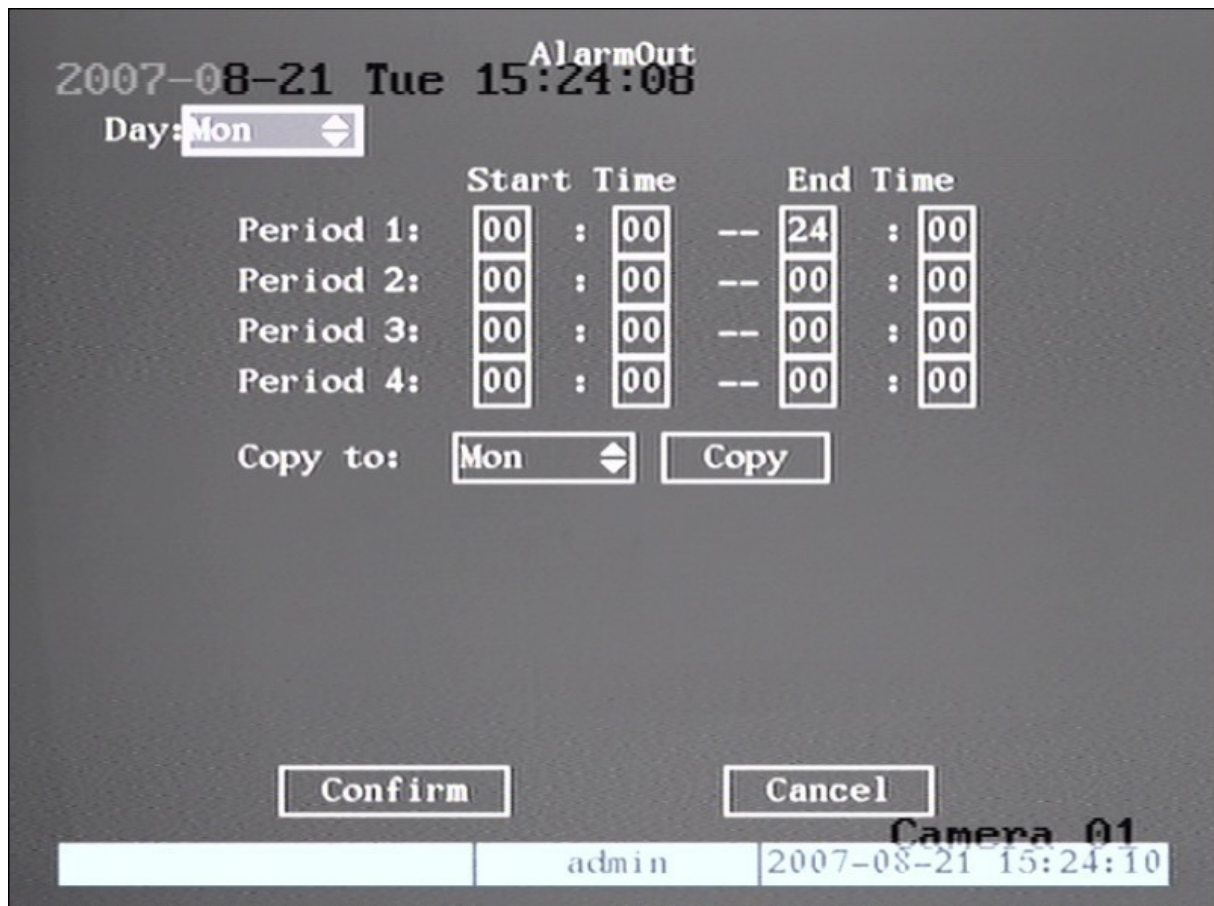 AlarmOut
2007-08-21 Tue 15:24:08
Day: Mon
Start Time End Time
Period 1: 00 : 00 -- 24 : 00
Period 2: 00 : 00 -- 00 : 00
Period 3: 00 : 00 -- 00 : 00
Period 4: 00 : 00 -- 00 : 00
Copy to: Mon Copy
Confirm Cancel
Camera 01
admin 2007-08-21 15:24:10